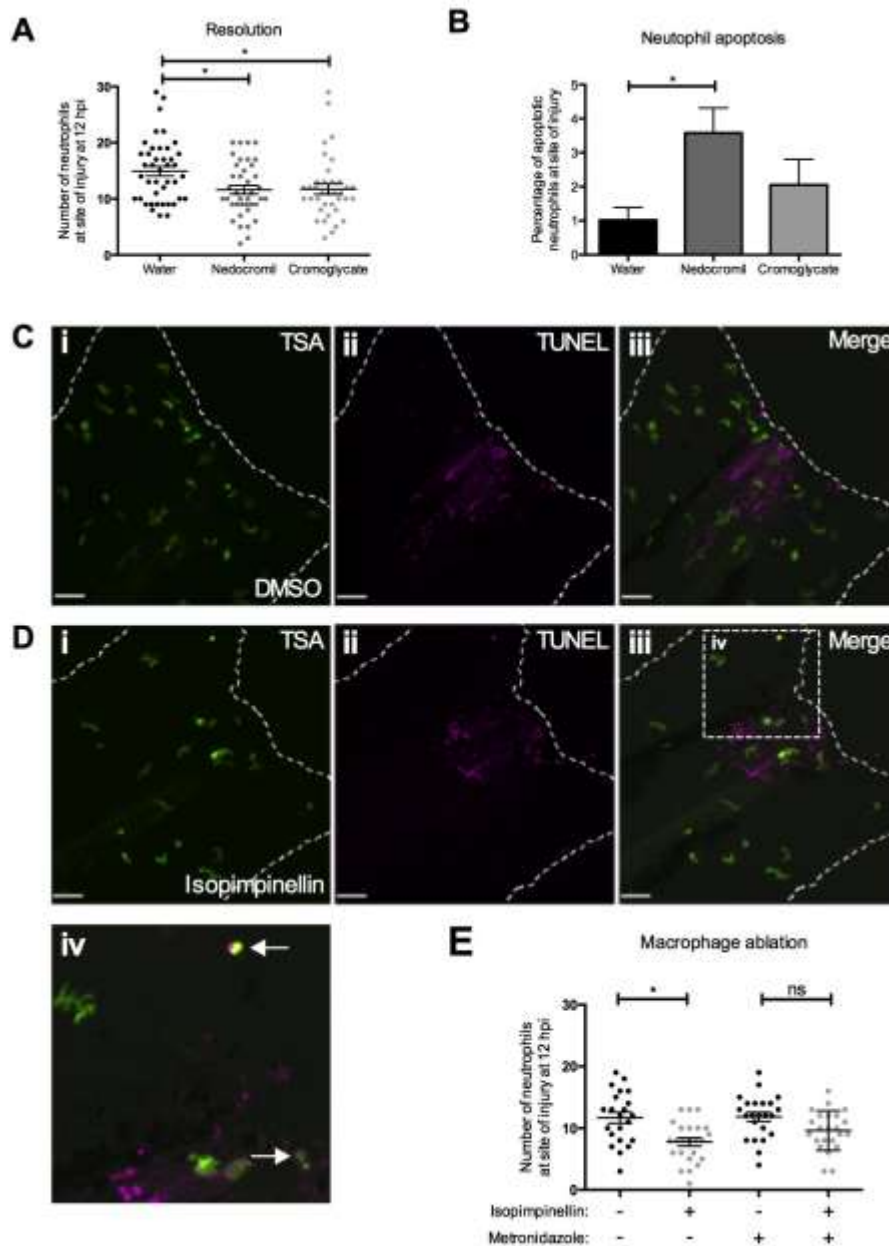 A
Resolution
*
*
Number of neutrophils
at site of injury at 12 hpi
30
20
10
0
Water
Nedocromil
Cromoglycate
B
Neutophil apoptosis
*
Percentage of apoptotic
neutrophils at site of injury
5
4
3
2
1
0
Water
Nedocromil
Cromoglycate
C
i
TSA
DMSO
ii
TUNEL
iii
Merge
D
i
TSA
Isopimpinellin
ii
TUNEL
iii
iv
Merge
iv
E
Macrophage ablation
*
ns
Number of neutrophils
at site of injury at 12 hpi
30
20
10
0
Isopimpinellin: - + - +
Metronidazole: - - + +